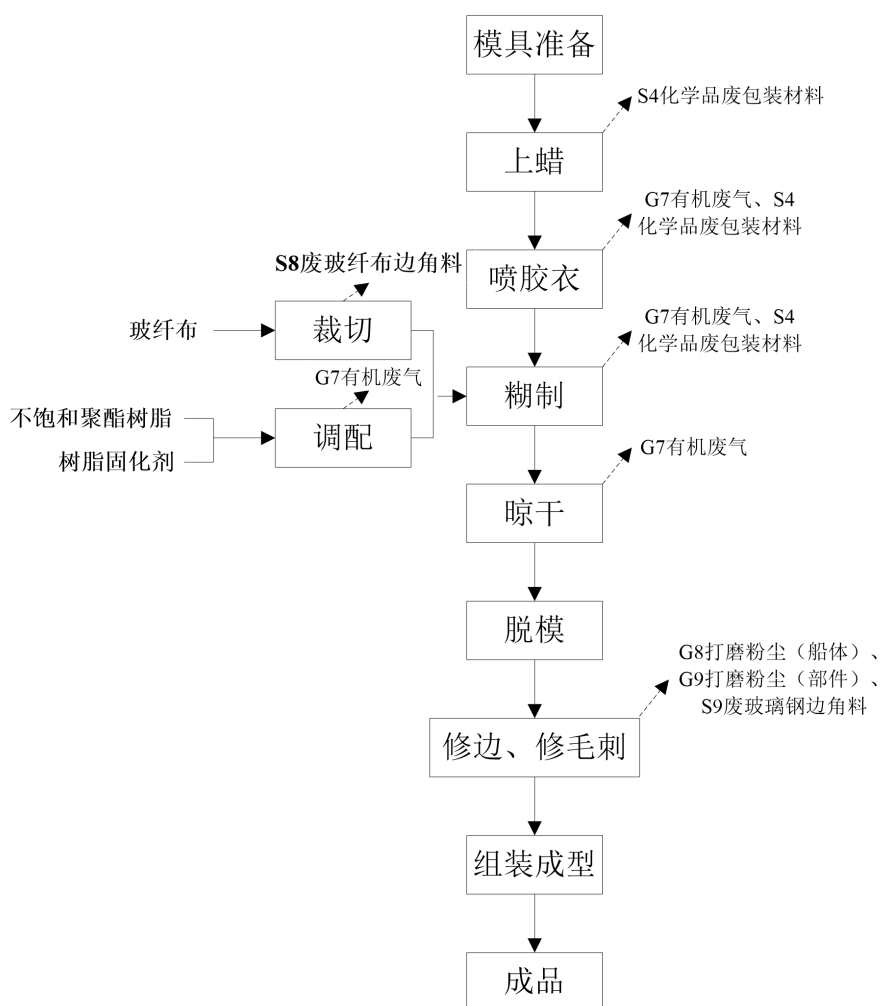 模具准备
S4化学品废包装材料
上蜡
G7有机废气、S4
化学品废包装材料
喷胶衣
S8废玻纤布边角料
玻纤布
裁切
G7有机废气、S4
化学品废包装材料
G7有机废气
糊制
不饱和聚酯树脂
树脂固化剂
调配
G7有机废气
晾干
脱模
G8打磨粉尘（船体）、
G9打磨粉尘（部件）、
S9废玻璃钢边角料
修边、修毛刺
组装成型
成品